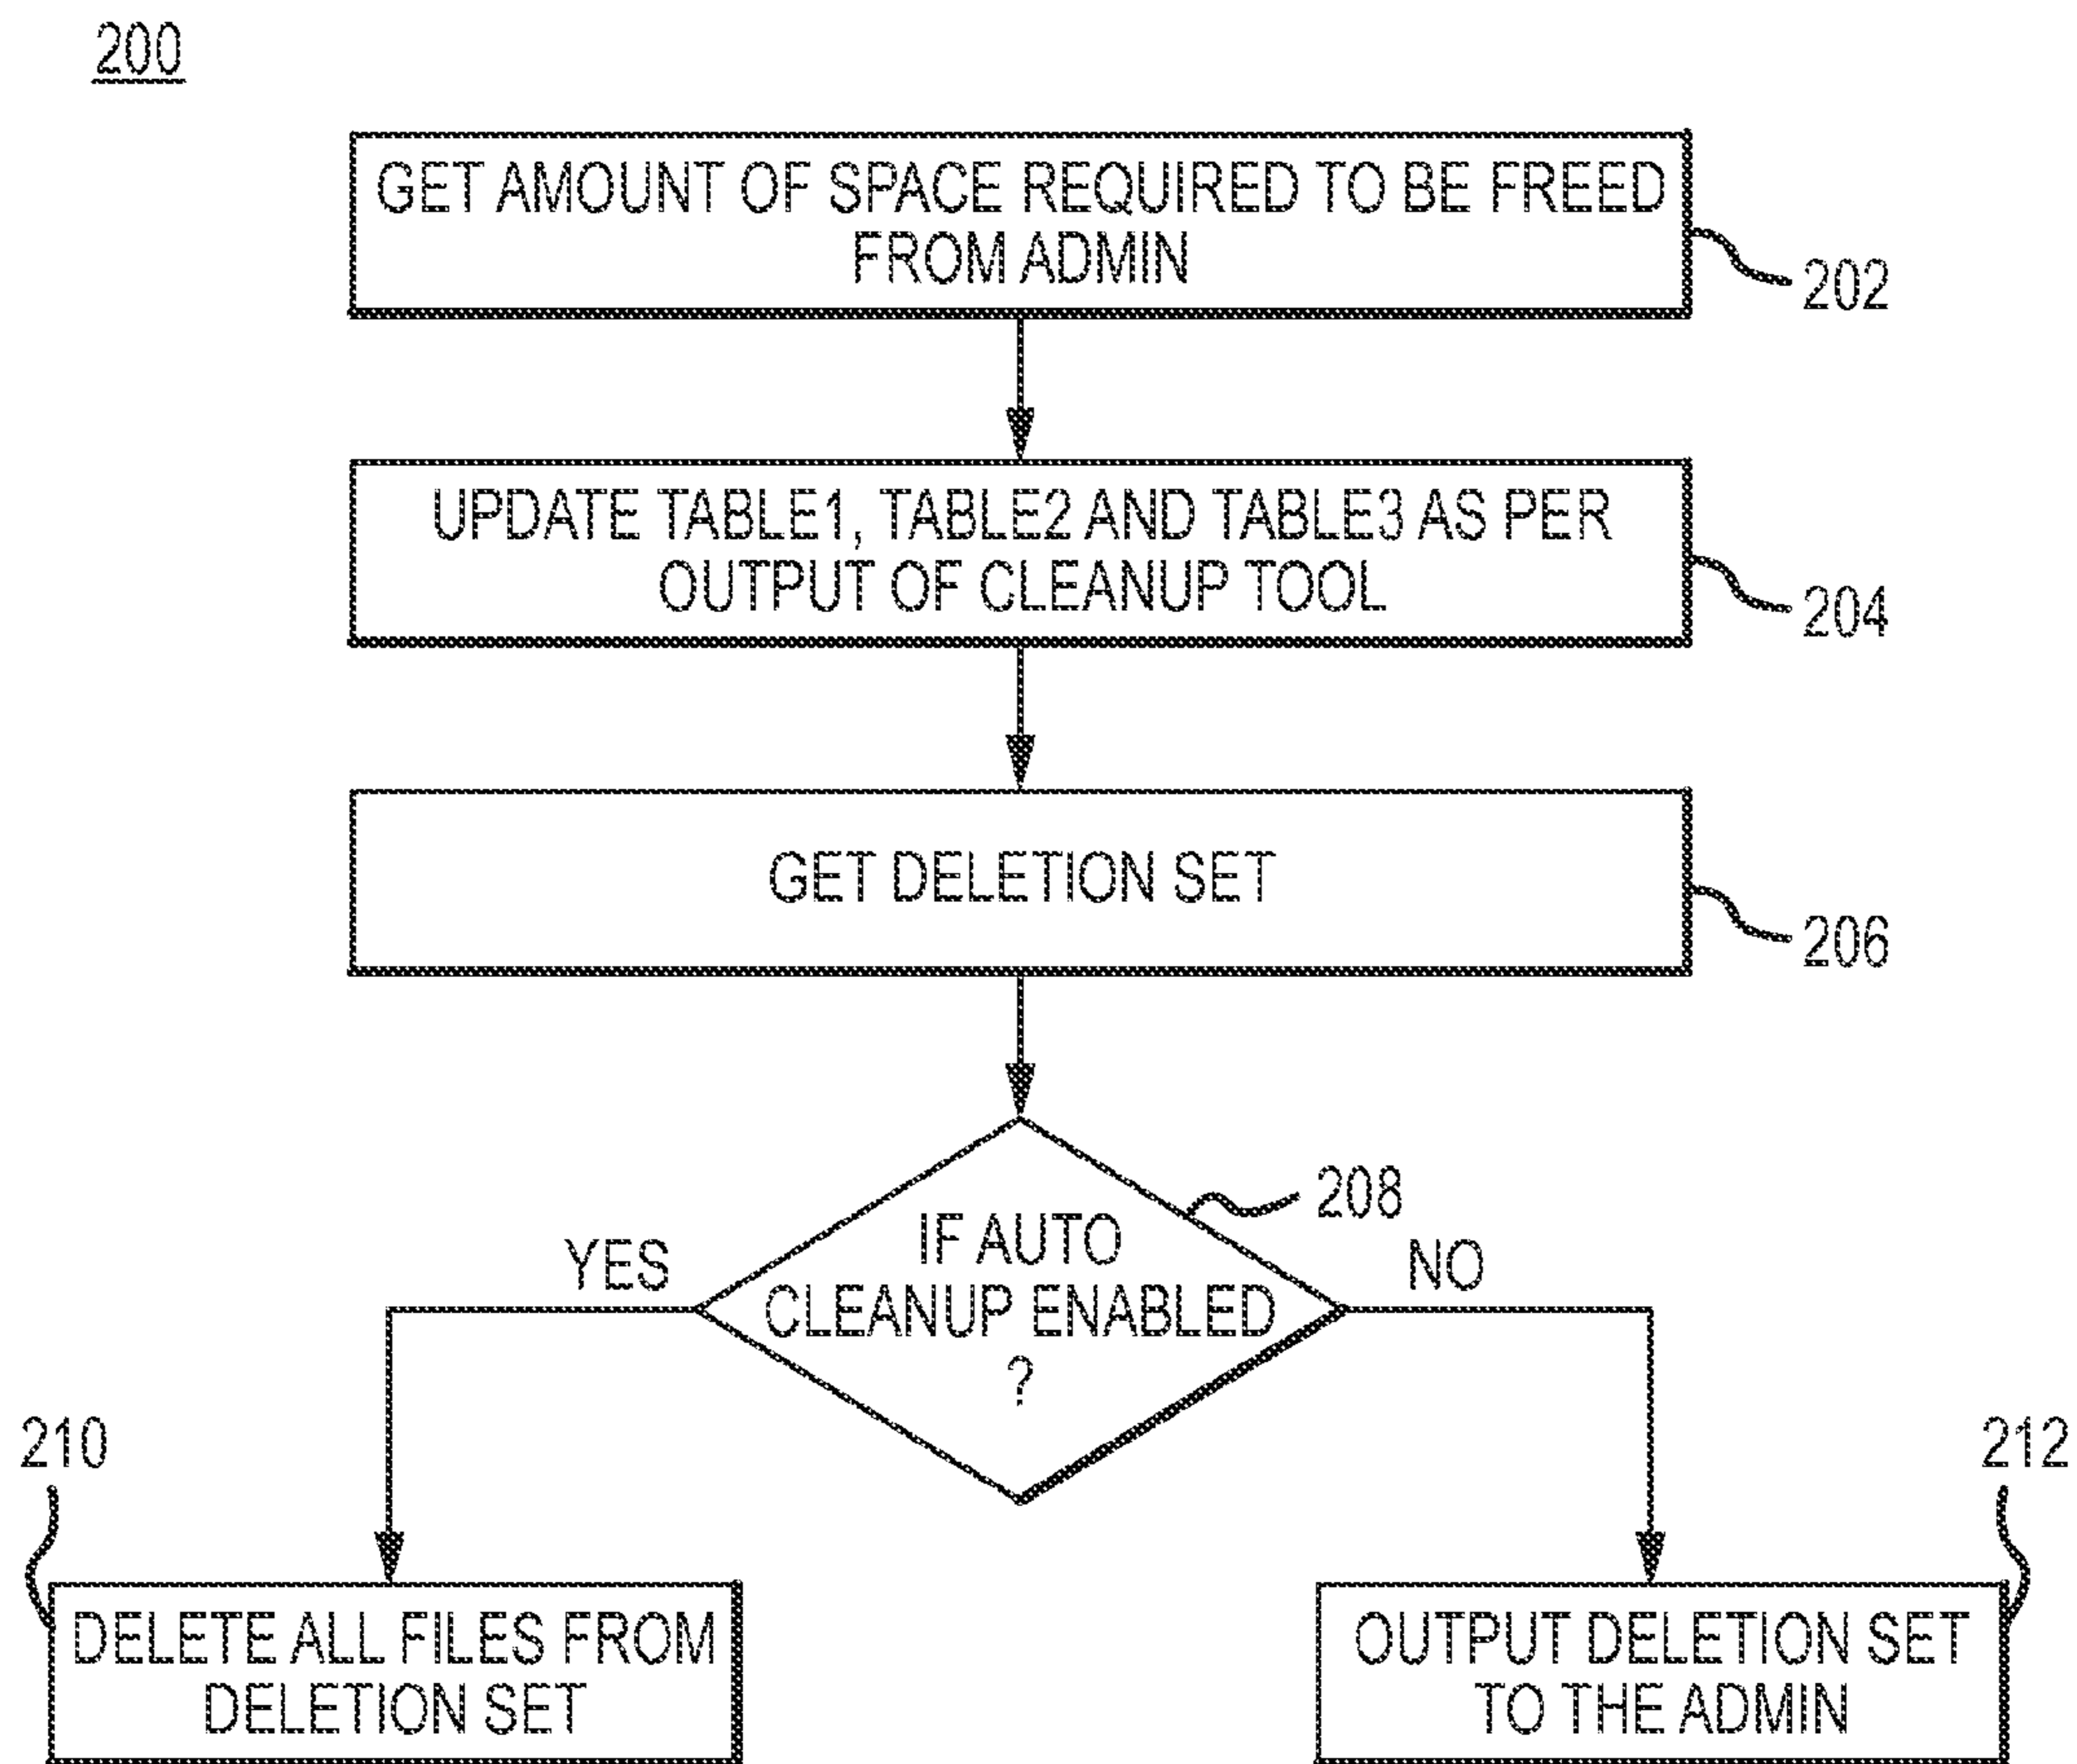 200
GET AMOUNT OF SPACE REQUIRED TO BE FREED
FROM ADMIN
202
UPDATE TABLE1, TABLE2 AND TABLE3 AS PER
OUTPUT OF CLEANUP TOOL
204
GET DELETION SET
206
208
IF AUTO
CLEANUP ENABLED
?
YES
NO
210
212
DELETE ALL FILES FROM
DELETION SET
OUTPUT DELETION SET
TO THE ADMIN